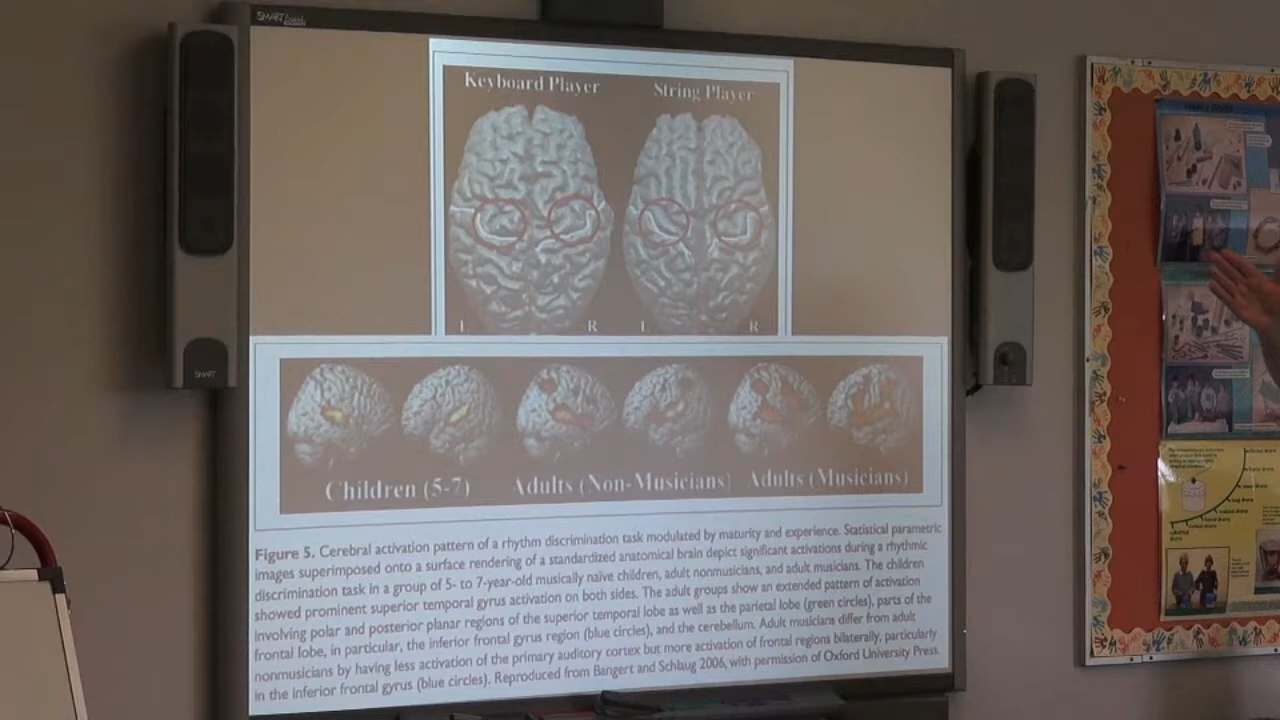 SMART Board
Keyboard Player
String Player
L
R
L
R
SMART
Children (5-7)
Adults (Non-Musicians)
Adults (Musicians)
Figure 5. Cerebral activation pattern of a rhythm discrimination task modulated by maturity and experience. Statistical parametric
images superimposed onto a surface rendering of a standardized anatomical brain depict significant activations during a rhythmic
discrimination task in a group of 5- to 7-year-old musically naïve children, adult nonmusicians, and adult musicians. The children
showed prominent superior temporal gyrus activation on both sides. The adult groups show an extended pattern of activation
involving polar and posterior planar regions of the superior temporal lobe as well as the parietal lobe (green circles), parts of the
frontal lobe, in particular, the inferior frontal gyrus region (blue circles), and the cerebellum. Adult musicians differ from adult
nonmusicians by having less activation of the primary auditory cortex but more activation of frontal regions bilaterally, particularly
in the inferior frontal gyrus (blue circles). Reproduced from Bangert and Schlaug 2006, with permission of Oxford University Press.